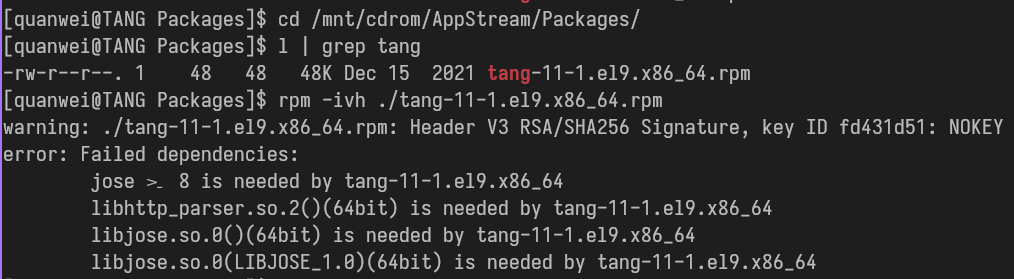 [quanwei@TANG Packages]$ cd /mnt/cdrom/AppStream/Packages/
[quanwei@TANG Packages]$ l | grep tang
-rw-r--r--. 1    48   48   48K Dec 15  2021 tang-11-1.el9.x86_64.rpm
[quanwei@TANG Packages]$ rpm -ivh ./tang-11-1.el9.x86_64.rpm
warning: ./tang-11-1.el9.x86_64.rpm: Header V3 RSA/SHA256 Signature, key ID fd431d51: NOKEY
error: Failed dependencies:
        jose >= 8 is needed by tang-11-1.el9.x86_64
        libhttp_parser.so.2()(64bit) is needed by tang-11-1.el9.x86_64
        libjose.so.0()(64bit) is needed by tang-11-1.el9.x86_64
        libjose.so.0(LIBJOSE_1.0)(64bit) is needed by tang-11-1.el9.x86_64